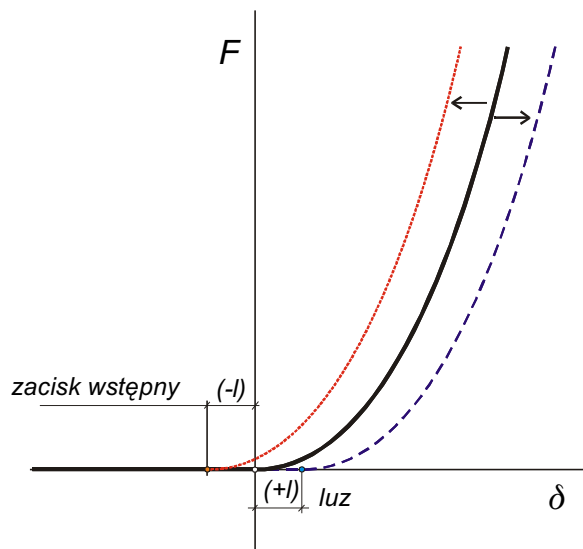 F
zacisk wstępny (-l)
(+l) luz δ